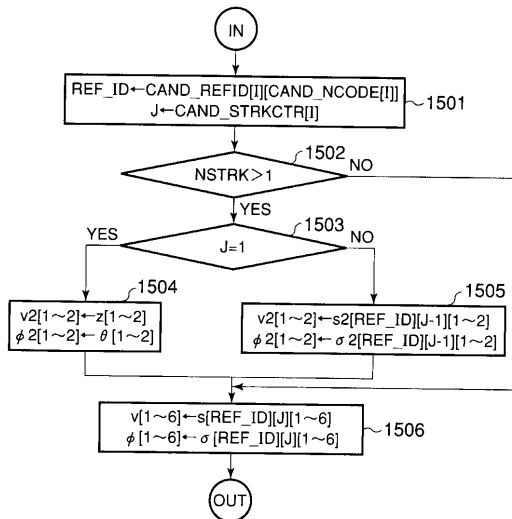 IN
REF_ID←CAND_REFID[I][CAND_NCODE[I]]
J←CAND_STRKCTR[I]
1501
1502
NSTRK>1
NO
YES
1503
J=1
YES
NO
1504
v2[1~2]←z[1~2]
φ2[1~2]←θ[1~2]
1505
v2[1~2]←s2[REF_ID][J-1][1~2]
φ2[1~2]←σ2[REF_ID][J-1][1~2]
v[1~6]←s[REF_ID][J][1~6]
φ[1~6]←σ[REF_ID][J][1~6]
1506
OUT